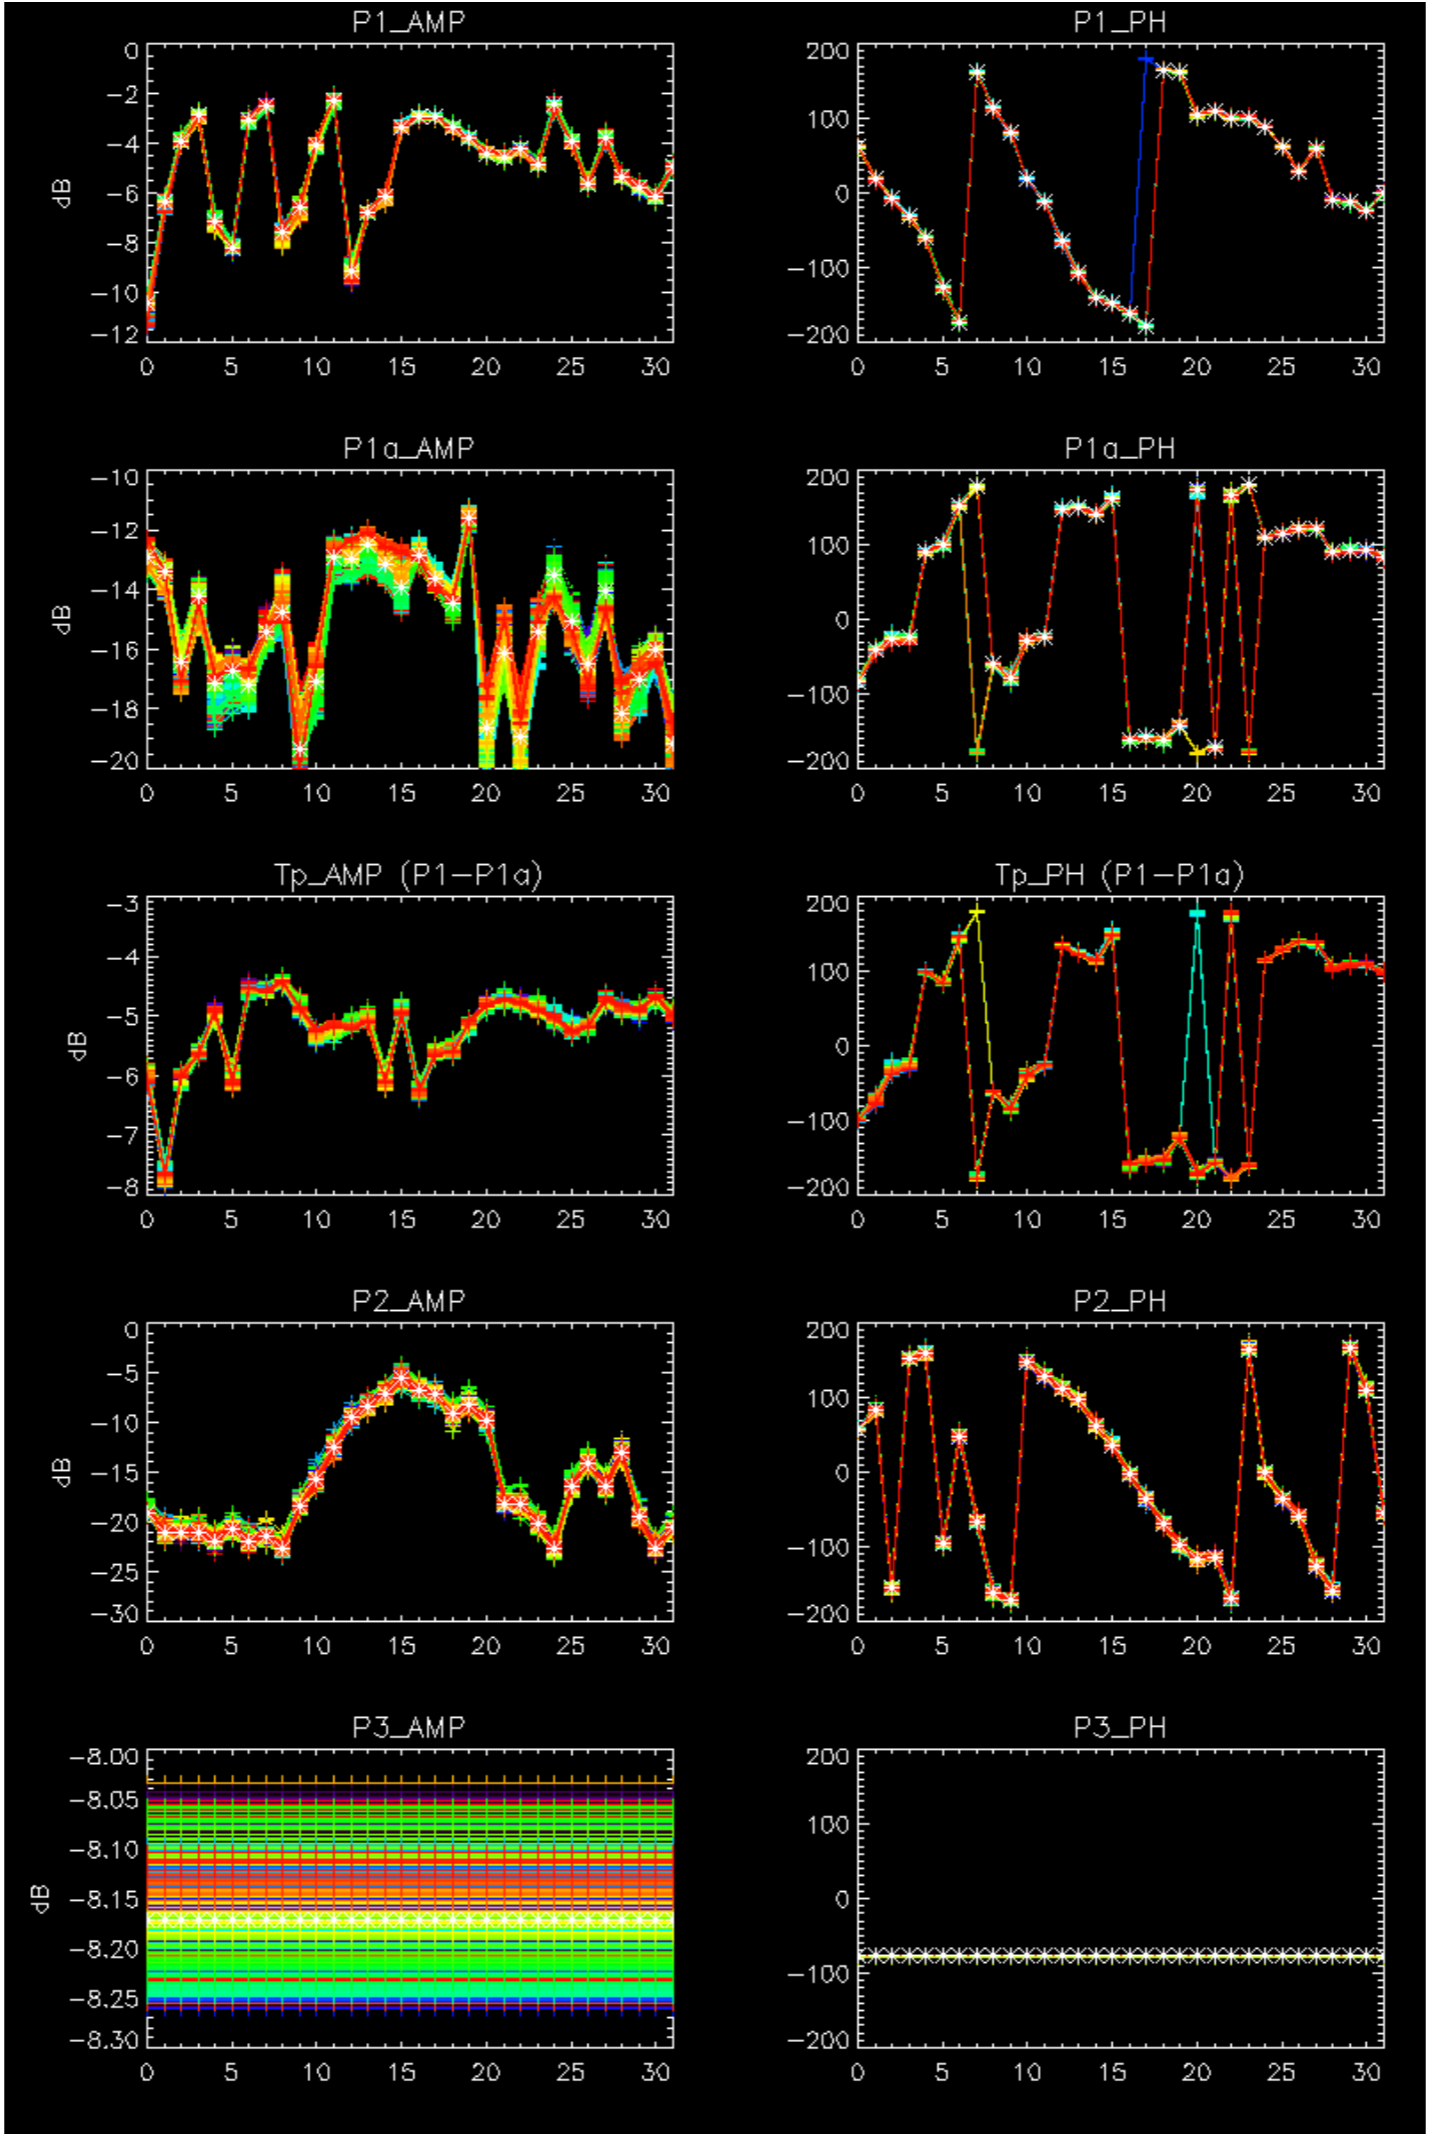 P1_AMP P1_PH
0 200
-2
100
-4
dB -6 0
-8
-100
-10
-12 -200
0 5 10 15 20 25 30 0 5 10 15 20 25 30
P1a_AMP P1a_PH
-10 200
-12 100
-14
dB 0
-16
-100
-18
-20 -200
0 5 10 15 20 25 30 0 5 10 15 20 25 30
Tp_AMP (P1-P1a) Tp_PH (P1-P1a)
-3 200
-4 100
-5
dB 0
-6
-100
-7
-8 -200
0 5 10 15 20 25 30 0 5 10 15 20 25 30
P2_AMP P2_PH
0 200
-5
100
-10
dB -15 0
-20
-100
-25
-30 -200
0 5 10 15 20 25 30 0 5 10 15 20 25 30
P3_AMP P3_PH
-8.00 200
-8.05
100
-8.10
dB -8.15 0
-8.20
-100
-8.25
-8.30 -200
0 5 10 15 20 25 30 0 5 10 15 20 25 30